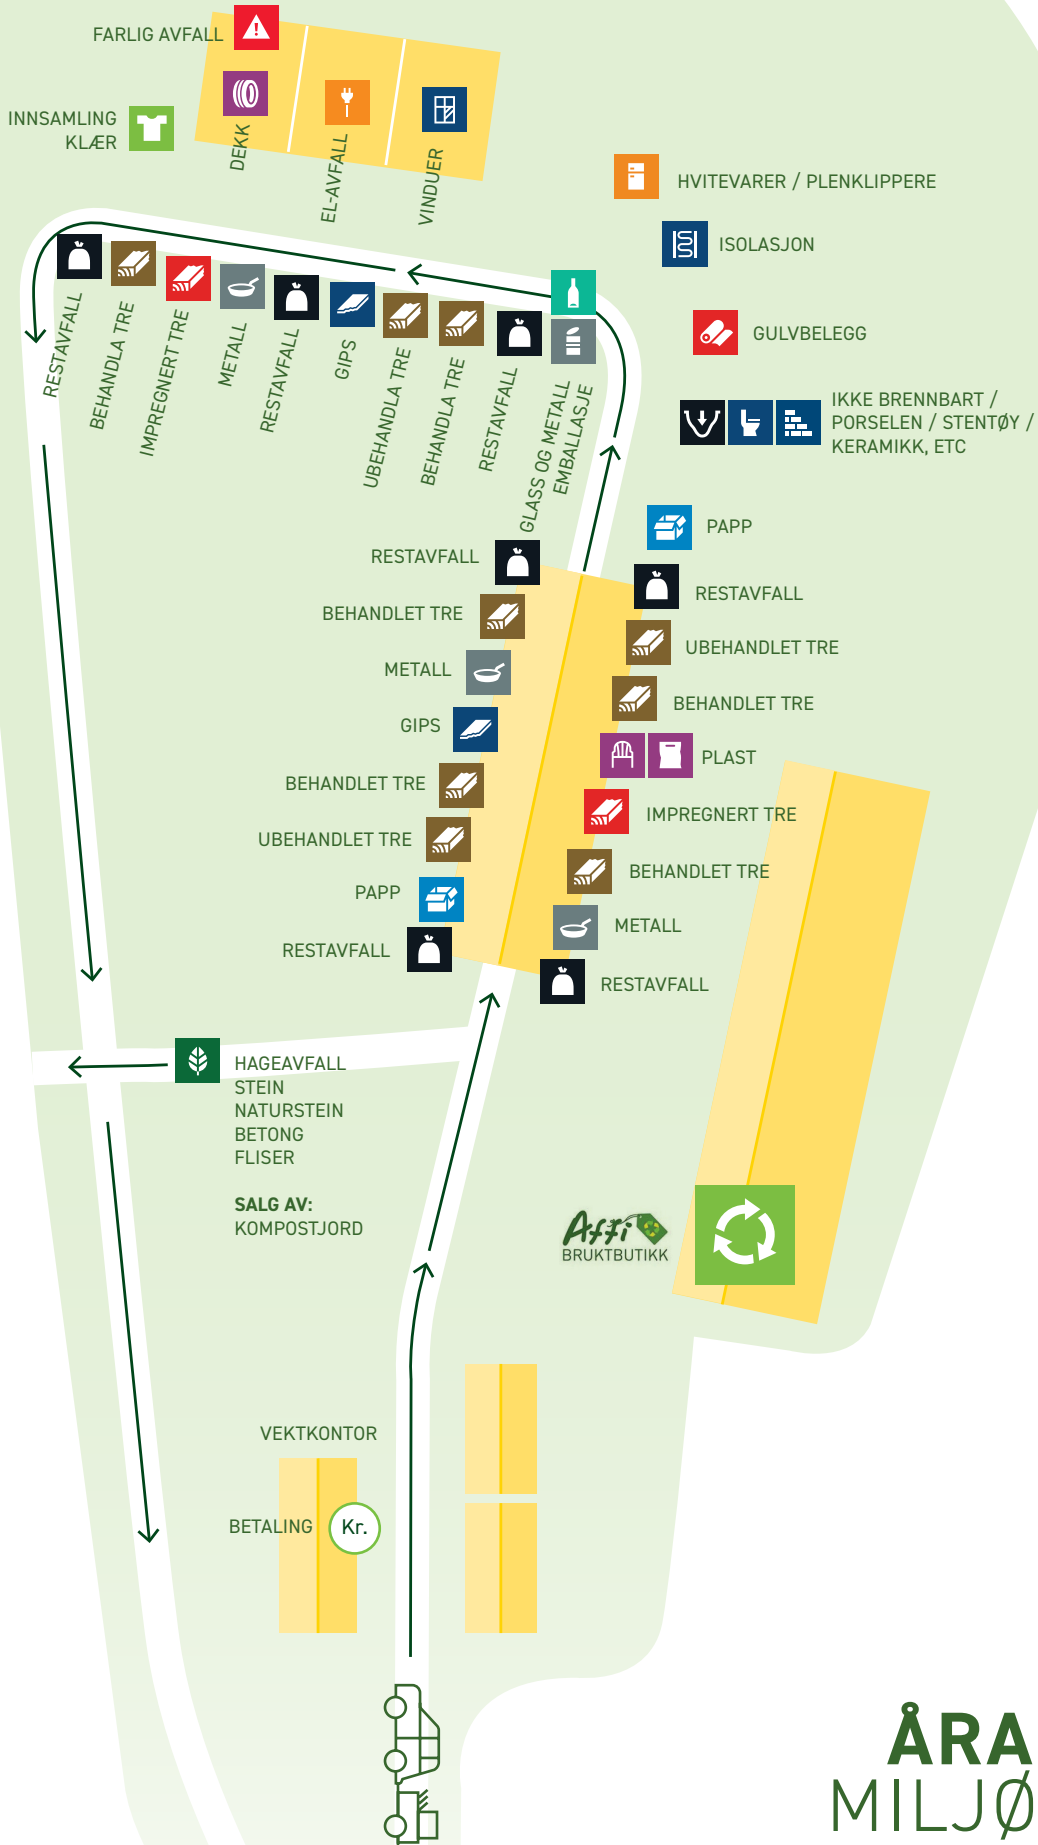 FARLIG AVFALL
INNSAMLING
KLÆR
DEKK
EL-AVFALL
VINDUER
HVITEVARER / PLENKLIPPERE
ISOLASJON
GULVBELEGG
IKKE BRENNBART /
PORSELEN / STENTØY /
KERAMIKK, ETC
RESTAVFALL
BEHANDLA TRE
IMPREGNERT TRE
METALL
RESTAVFALL
GIPS
UBEHANDLA TRE
BEHANDLA TRE
RESTAVFALL
GLASS OG METALL
EMBALLASJE
RESTAVFALL
BEHANDLET TRE
METALL
GIPS
BEHANDLET TRE
UBEHANDLET TRE
PAPP
RESTAVFALL
PAPP
RESTAVFALL
UBEHANDLET TRE
BEHANDLET TRE
PLAST
IMPREGNERT TRE
BEHANDLET TRE
METALL
RESTAVFALL
HAGEAVFALL
STEIN
NATURSTEIN
BETONG
FLISER
SALG AV:
KOMPOSTJORD
Affi
BRUKTBUTIKK
VEKTKONTOR
BETALING
Kr.
ÅRA
MILJØ